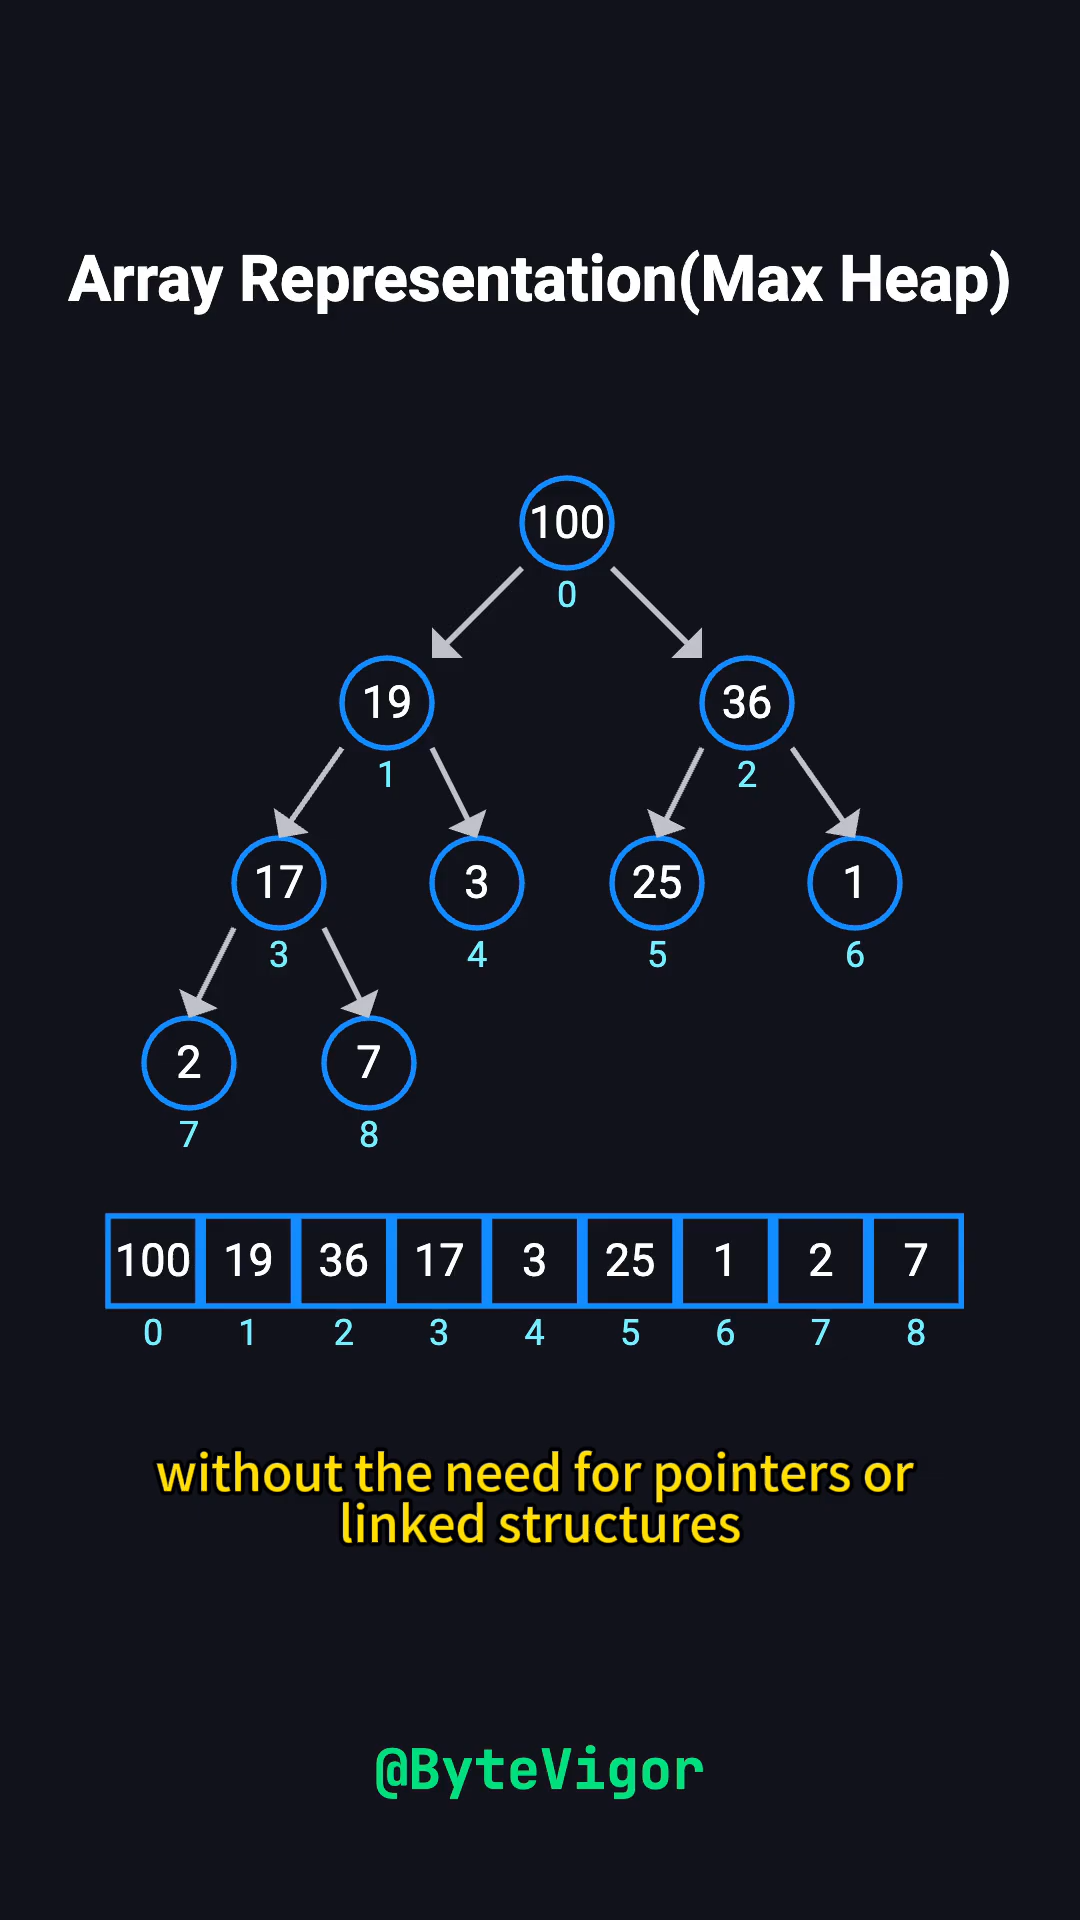 Array Representation(Max Heap)
100
0
19 36
1 2
17 3 25 1
3 4 5 6
2 7
7 8
100 19 36 17 3 25 1 2 7
0 1 2 3 4 5 6 7 8
without the need for pointers or
linked structures
@ByteVigor